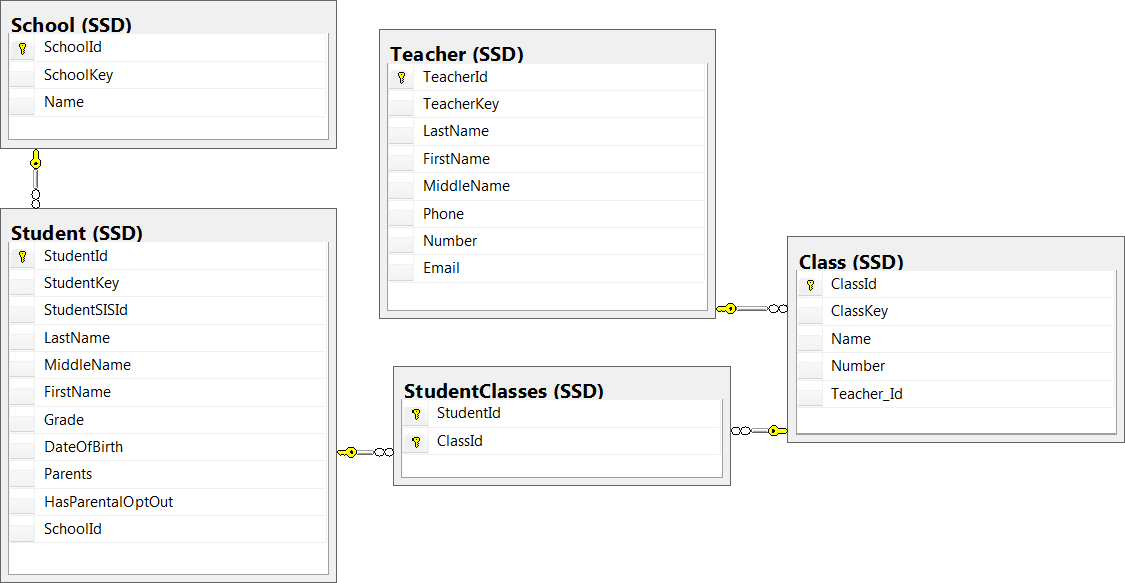 School (SSD)
SchoolId
SchoolKey
Name
Teacher (SSD)
TeacherId
TeacherKey
LastName
FirstName
MiddleName
Phone
Number
Email
Student (SSD)
StudentId
StudentKey
StudentSISId
LastName
MiddleName
FirstName
Grade
DateOfBirth
Parents
HasParentalOptOut
SchoolId
Class (SSD)
ClassId
ClassKey
Name
Number
Teacher_Id
StudentClasses (SSD)
StudentId
ClassId